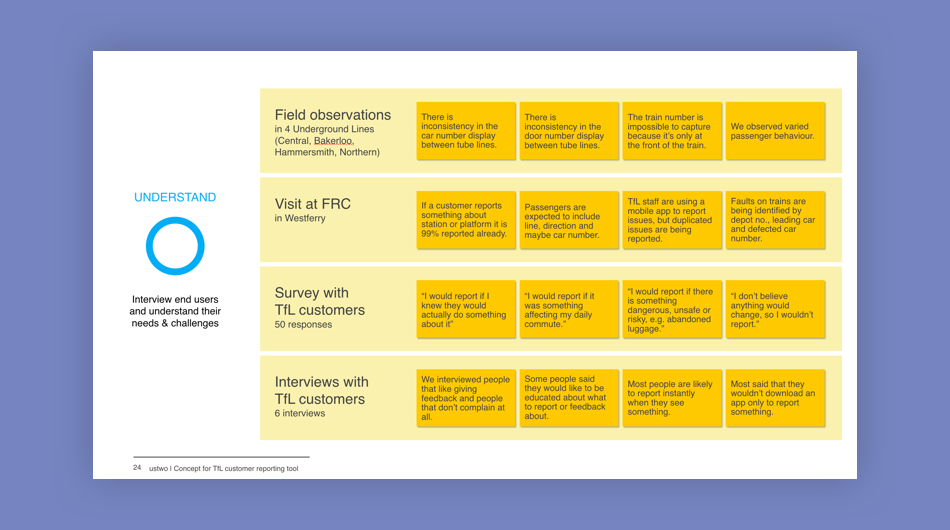 UNDERSTAND
Interview end users
and understand their
needs & challenges
Field observations
in 4 Underground Lines
(Central, Bakerloo,
Hammersmith, Northern)
There is
inconsistency in the
car number display
between tube lines.
There is
inconsistency in the
door number display
between tube lines.
The train number is
impossible to capture
because it's only at
the front of the train.
We observed varied
passenger behaviour.
Visit at FRC
in Westferry
If a customer reports
something about
station or platform it is
99% reported already.
Passengers are
expected to include
line, direction and
maybe car number.
TfL staff are using a
mobile app to report
issues, but duplicated
issues are being
reported.
Faults on trains are
being identified by
depot no., leading car
and defected car
number.
Survey with
TfL customers
50 responses
“I would report if I
knew they would
actually do something
about it”
“I would report if it
was something
affecting my daily
commute.”
“I would report if there
is something
dangerous, unsafe or
risky, e.g. abandoned
luggage.”
“I don't believe
anything would
change, so I wouldn't
report.”
Interviews with
TfL customers
6 interviews
We interviewed people
that like giving
feedback and people
that don't complain at
all.
Some people said
they would like to be
educated about what
to report or feedback
about.
Most people are likely
to report instantly
when they see
something.
Most said that they
wouldn't download an
app only to report
something.
24 ustwo | Concept for TfL customer reporting tool